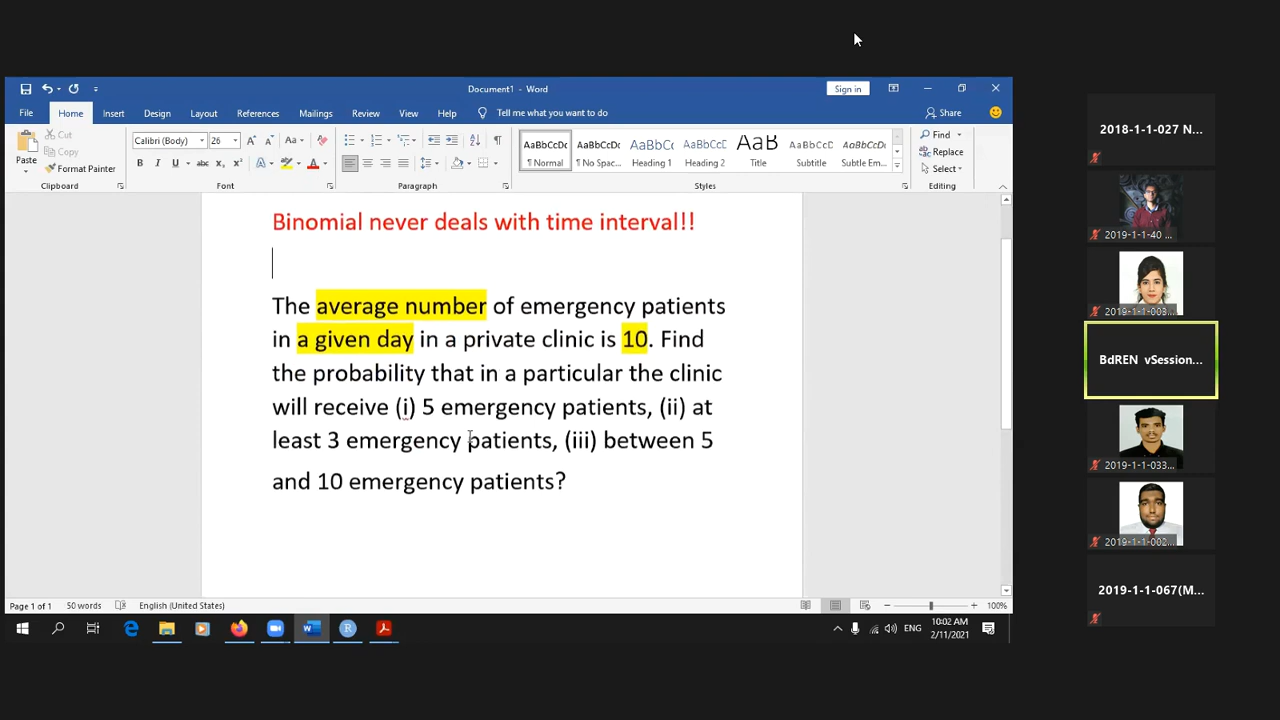 Document1 - Word
Sign in
File Home Insert Design Layout References Mailings Review View Help Tell me what you want to do Share
Paste
Cut
Copy
Format Painter
Clipboard
Calibri (Body) 26
Font
Paragraph
AaBbCcDc AaBbCcDc AaBbCc AaBbCcC AaB AaBbCcD AaBbCcDc
¶ Normal ¶ No Spac... Heading 1 Heading 2 Title Subtitle Subtle Em...
Styles
Find
Replace
Select
Editing
Binomial never deals with time interval!!
The average number of emergency patients
in a given day in a private clinic is 10. Find
the probability that in a particular the clinic
will receive (i) 5 emergency patients, (ii) at
least 3 emergency patients, (iii) between 5
and 10 emergency patients?
Page 1 of 1 50 words English (United States) 100%
ENG 10:02 AM
2/11/2021
2018-1-1-027 N...
2019-1-1-40 ...
2019-1-1-003...
BdREN vSession...
2019-1-1-033...
2019-1-1-002...
2019-1-1-067(M...